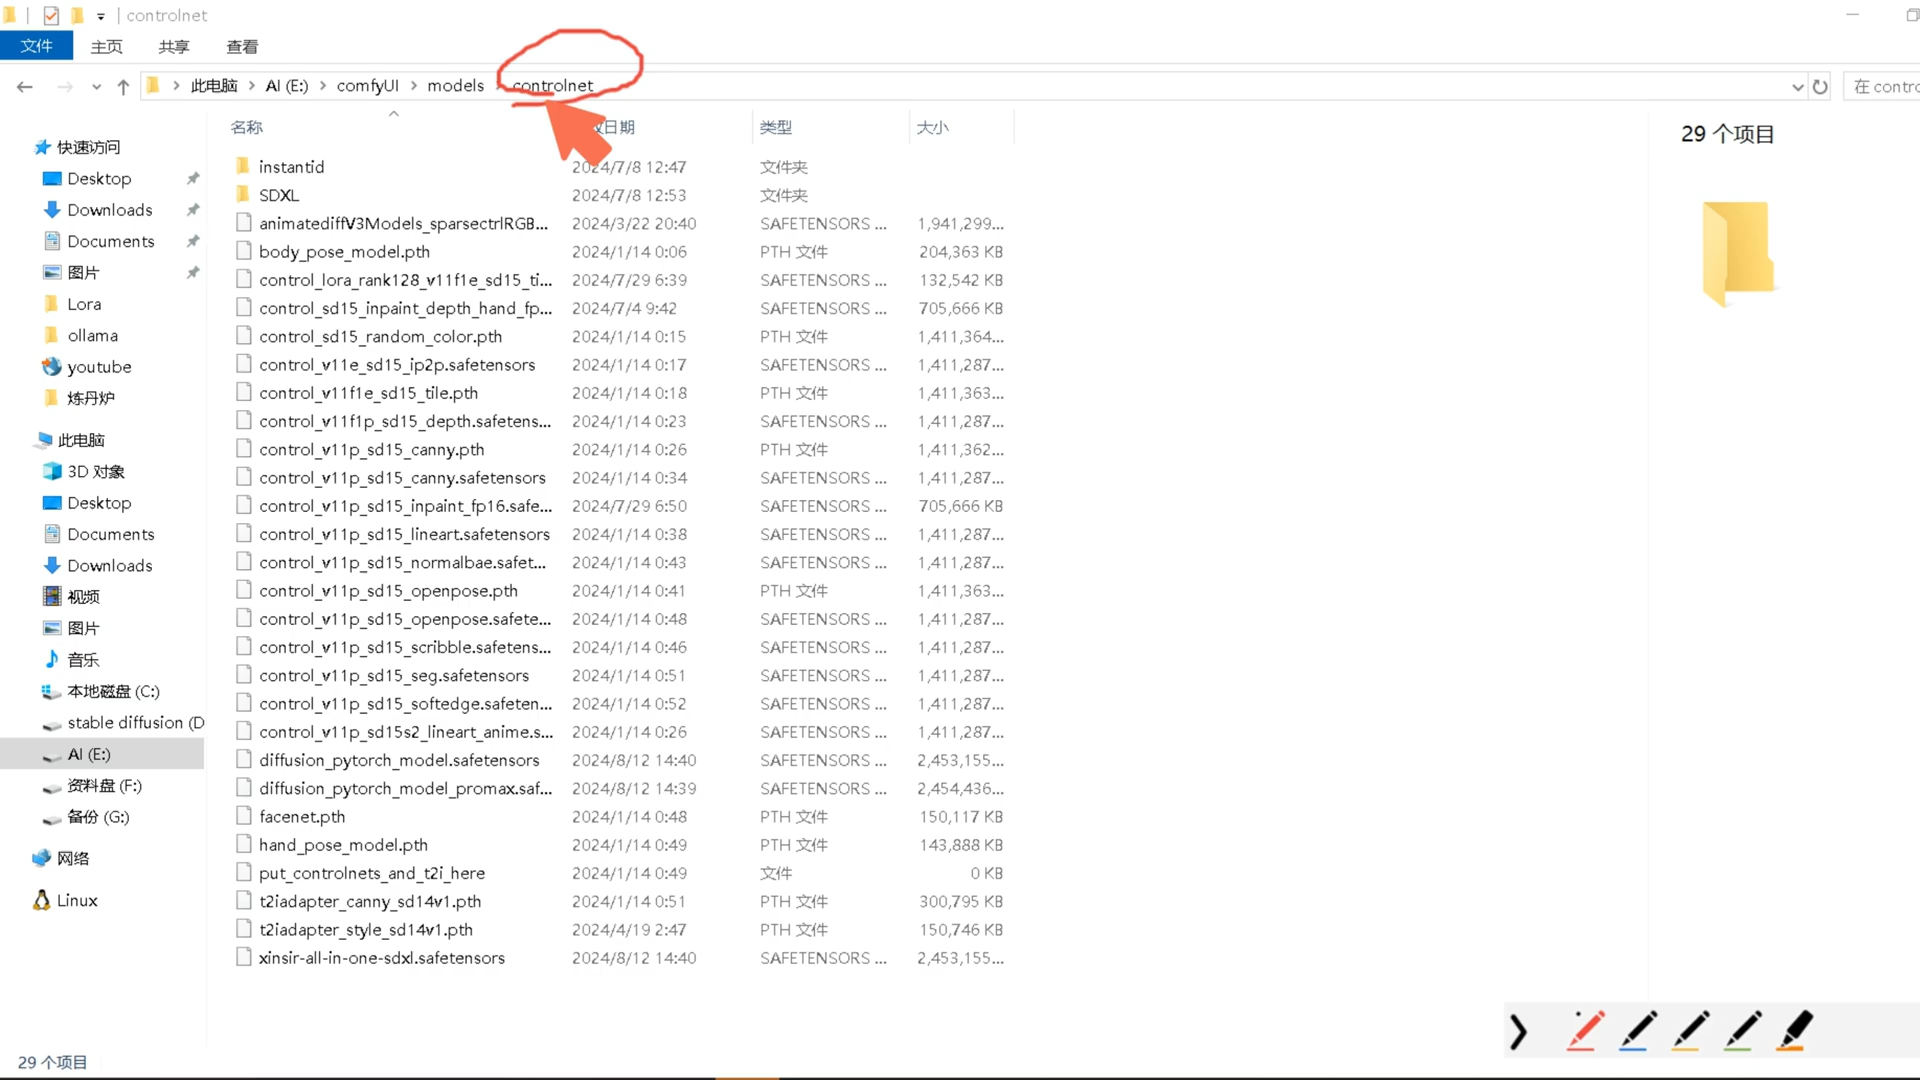 controlnet
文件 主页 共享 查看
此电脑 AI (E:) comfyUI models controlnet
在 contro
名称 日期 类型 大小
29 个项目
快速访问
Desktop
Downloads
Documents
图片
Lora
ollama
youtube
炼丹炉
此电脑
3D 对象
Desktop
Documents
Downloads
视频
图片
音乐
本地磁盘 (C:)
stable diffusion (D
AI (E:)
资料盘 (F:)
备份 (G:)
网络
Linux
instantid 2024/7/8 12:47 文件夹
SDXL 2024/7/8 12:53 文件夹
animatediffV3Models_sparsectrlRGB... 2024/3/22 20:40 SAFETENSORS ... 1,941,299...
body_pose_model.pth 2024/1/14 0:06 PTH 文件 204,363 KB
control_lora_rank128_v11f1e_sd15_ti... 2024/7/29 6:39 SAFETENSORS ... 132,542 KB
control_sd15_inpaint_depth_hand_fp... 2024/7/4 9:42 SAFETENSORS ... 705,666 KB
control_sd15_random_color.pth 2024/1/14 0:15 PTH 文件 1,411,364...
control_v11e_sd15_ip2p.safetensors 2024/1/14 0:17 SAFETENSORS ... 1,411,287...
control_v11f1e_sd15_tile.pth 2024/1/14 0:18 PTH 文件 1,411,363...
control_v11f1p_sd15_depth.safetens... 2024/1/14 0:23 SAFETENSORS ... 1,411,287...
control_v11p_sd15_canny.pth 2024/1/14 0:26 PTH 文件 1,411,362...
control_v11p_sd15_canny.safetensors 2024/1/14 0:34 SAFETENSORS ... 1,411,287...
control_v11p_sd15_inpaint_fp16.safe... 2024/7/29 6:50 SAFETENSORS ... 705,666 KB
control_v11p_sd15_lineart.safetensors 2024/1/14 0:38 SAFETENSORS ... 1,411,287...
control_v11p_sd15_normalbae.safet... 2024/1/14 0:43 SAFETENSORS ... 1,411,287...
control_v11p_sd15_openpose.pth 2024/1/14 0:41 PTH 文件 1,411,363...
control_v11p_sd15_openpose.safete... 2024/1/14 0:48 SAFETENSORS ... 1,411,287...
control_v11p_sd15_scribble.safetens... 2024/1/14 0:46 SAFETENSORS ... 1,411,287...
control_v11p_sd15_seg.safetensors 2024/1/14 0:51 SAFETENSORS ... 1,411,287...
control_v11p_sd15_softedge.safeten... 2024/1/14 0:52 SAFETENSORS ... 1,411,287...
control_v11p_sd15s2_lineart_anime.s... 2024/1/14 0:26 SAFETENSORS ... 1,411,287...
diffusion_pytorch_model.safetensors 2024/8/12 14:40 SAFETENSORS ... 2,453,155...
diffusion_pytorch_model_promax.saf... 2024/8/12 14:39 SAFETENSORS ... 2,454,436...
facenet.pth 2024/1/14 0:48 PTH 文件 150,117 KB
hand_pose_model.pth 2024/1/14 0:49 PTH 文件 143,888 KB
put_controlnets_and_t2i_here 2024/1/14 0:49 文件 0 KB
t2iadapter_canny_sd14v1.pth 2024/1/14 0:51 PTH 文件 300,795 KB
t2iadapter_style_sd14v1.pth 2024/4/19 2:47 PTH 文件 150,746 KB
xinsir-all-in-one-sdxl.safetensors 2024/8/12 14:40 SAFETENSORS ... 2,453,155...
29 个项目